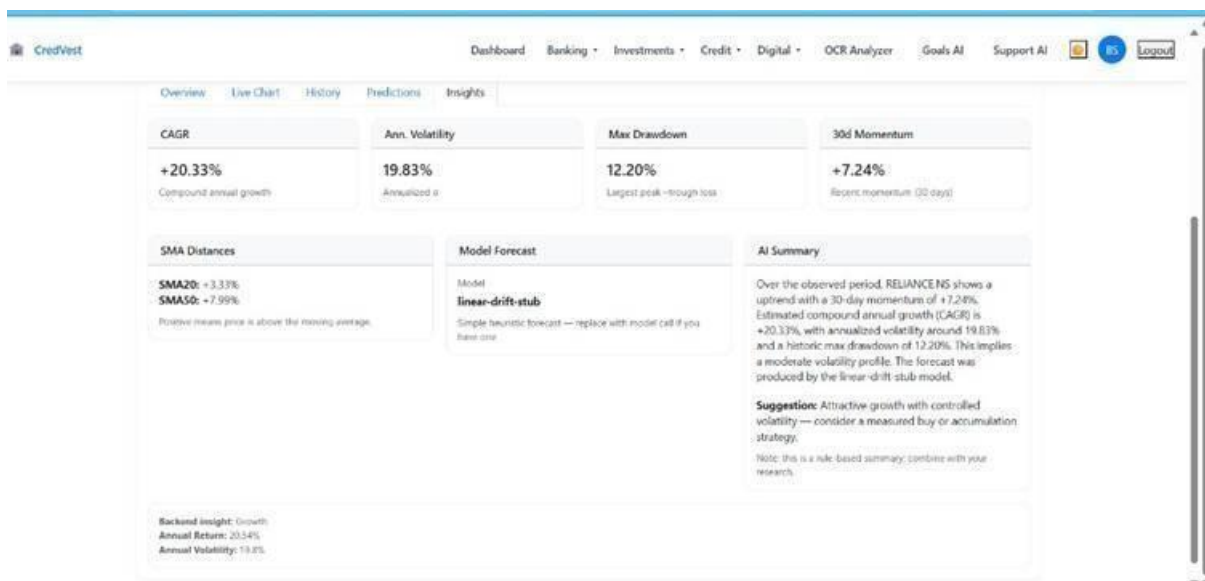 CredVest
Dashboard Banking Investments Credit Digital OCR Analyzer Goals AI Support AI BS Logout
Overview Live Chart History Predictions Insights
CAGR
+20.33%
Compound annual growth
Ann. Volatility
19.83%
Annualized σ
Max Drawdown
12.20%
Largest peak→trough loss
30d Momentum
+7.24%
Recent momentum (30 days)
SMA Distances
SMA20: +3.33%
SMA50: +7.99%
Positive means price is above the moving average.
Model Forecast
Model
linear-drift-stub
Simple heuristic forecast — replace with model call if you
have one
AI Summary
Over the observed period, RELIANCE.NS shows a
uptrend with a 30-day momentum of +7.24%.
Estimated compound annual growth (CAGR) is
+20.33%, with annualized volatility around 19.83%
and a historic max drawdown of 12.20%. This implies
a moderate volatility profile. The forecast was
produced by the linear-drift-stub model.
Suggestion: Attractive growth with controlled
volatility — consider a measured buy or accumulation
strategy.
Note: this is a rule-based summary; combine with your
research.
Backend insight: Growth
Annual Return: 20.54%
Annual Volatility: 19.8%